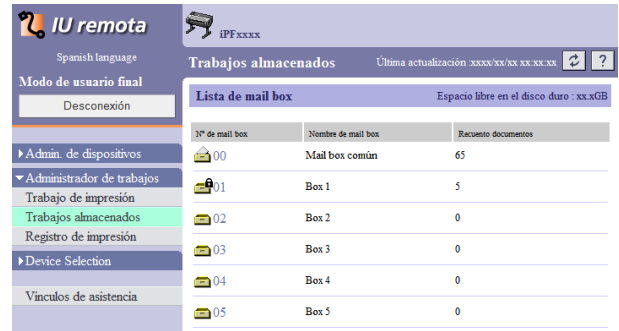 IU remota
iPFxxxx
Spanish language
Trabajos almacenados
Última actualización :xxxx/xx/xx xx:xx:xx
?
Modo de usuario final
Desconexión
Lista de mail box
Espacio libre en el disco duro : xx.xGB
Nº de mail box Nombre de mail box Recuento documentos
00 Mail box común 65
01 Box 1 5
02 Box 2 0
03 Box 3 0
04 Box 4 0
05 Box 5 0
Admin. de dispositivos
Administrador de trabajos
Trabajo de impresión
Trabajos almacenados
Registro de impresión
Device Selection
Vínculos de asistencia